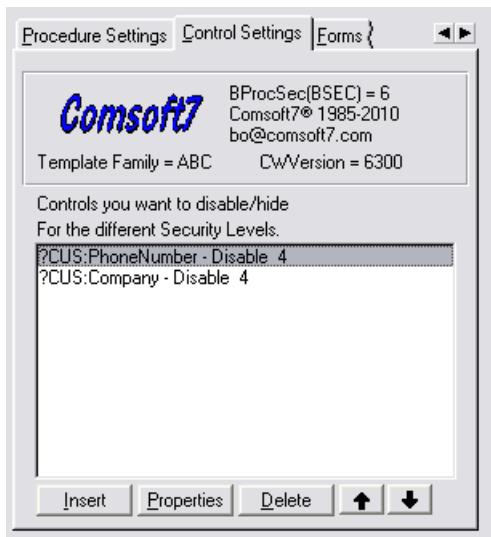 Procedure Settings Control Settings Forms
Comsoft7
BProcSec(BSEC) = 6
Comsoft7® 1985-2010
bo@comsoft7.com
Template Family = ABC CWVersion = 6300
Controls you want to disable/hide
For the different Security Levels.
?CUS:PhoneNumber - Disable 4
?CUS:Company - Disable 4
Insert Properties Delete